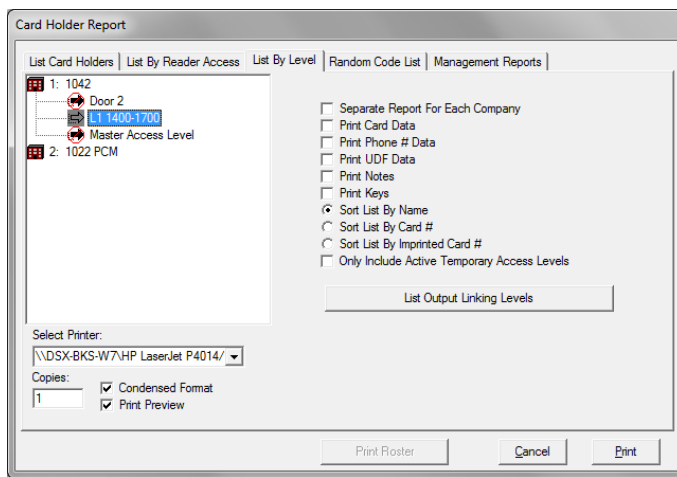 Card Holder Report
List Card Holders
List By Reader Access
List By Level
Random Code List
Management Reports
1: 1042
Door 2
L1 1400-1700
Master Access Level
2: 1022 PCM
Separate Report For Each Company
Print Card Data
Print Phone # Data
Print UDF Data
Print Notes
Print Keys
Sort List By Name
Sort List By Card #
Sort List By Imprinted Card #
Only Include Active Temporary Access Levels
List Output Linking Levels
Select Printer:
\\DSX-BKS-W7\HP LaserJet P4014/
Copies:
1
Condensed Format
Print Preview
Print Roster
Cancel
Print